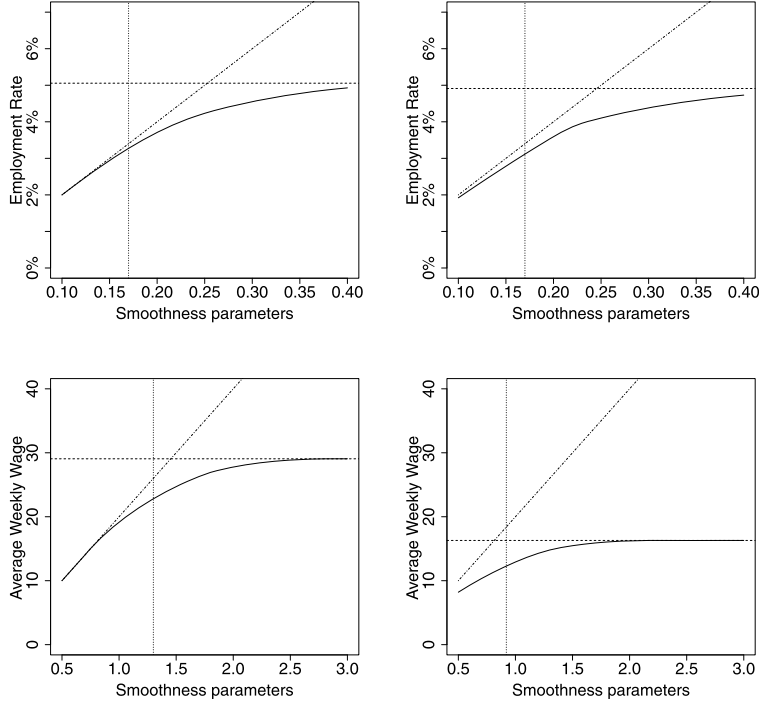 Employment Rate
0% 2% 4% 6%
0.10 0.15 0.20 0.25 0.30 0.35 0.40
Smoothness parameters
Employment Rate
0% 2% 4% 6%
0.10 0.15 0.20 0.25 0.30 0.35 0.40
Smoothness parameters
Average Weekly Wage
0 10 20 30 40
0.5 1.0 1.5 2.0 2.5 3.0
Smoothness parameters
Average Weekly Wage
0 10 20 30 40
0.5 1.0 1.5 2.0 2.5 3.0
Smoothness parameters